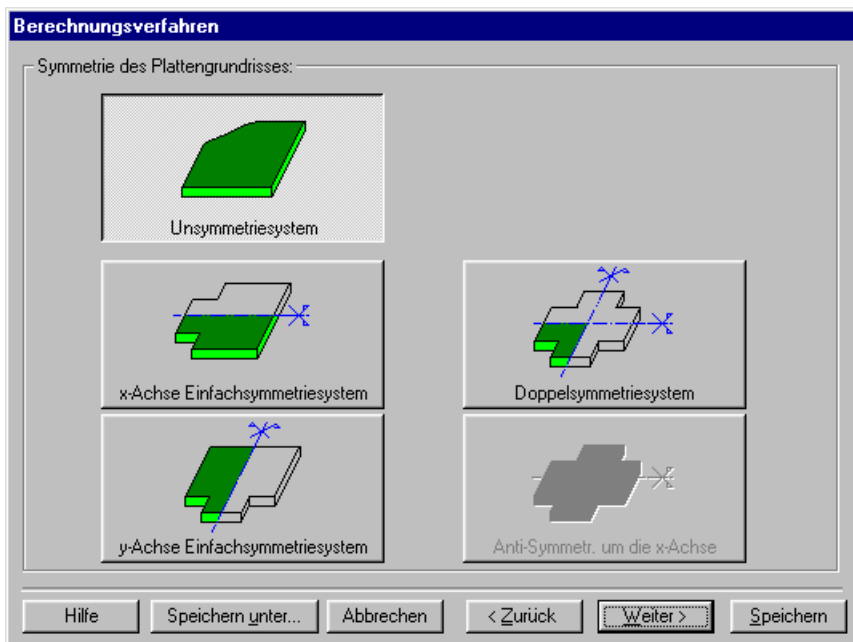 Berechnungsverfahren
Symmetrie des Plattengrundrisses:
Unsymmetriesystem
x-Achse Einfachsymmetriesystem
Doppelsymmetriesystem
y-Achse Einfachsymmetriesystem
Anti-Symmetr. um die x-Achse
Hilfe
Speichern unter...
Abbrechen
< Zurück
Weiter >
Speichern